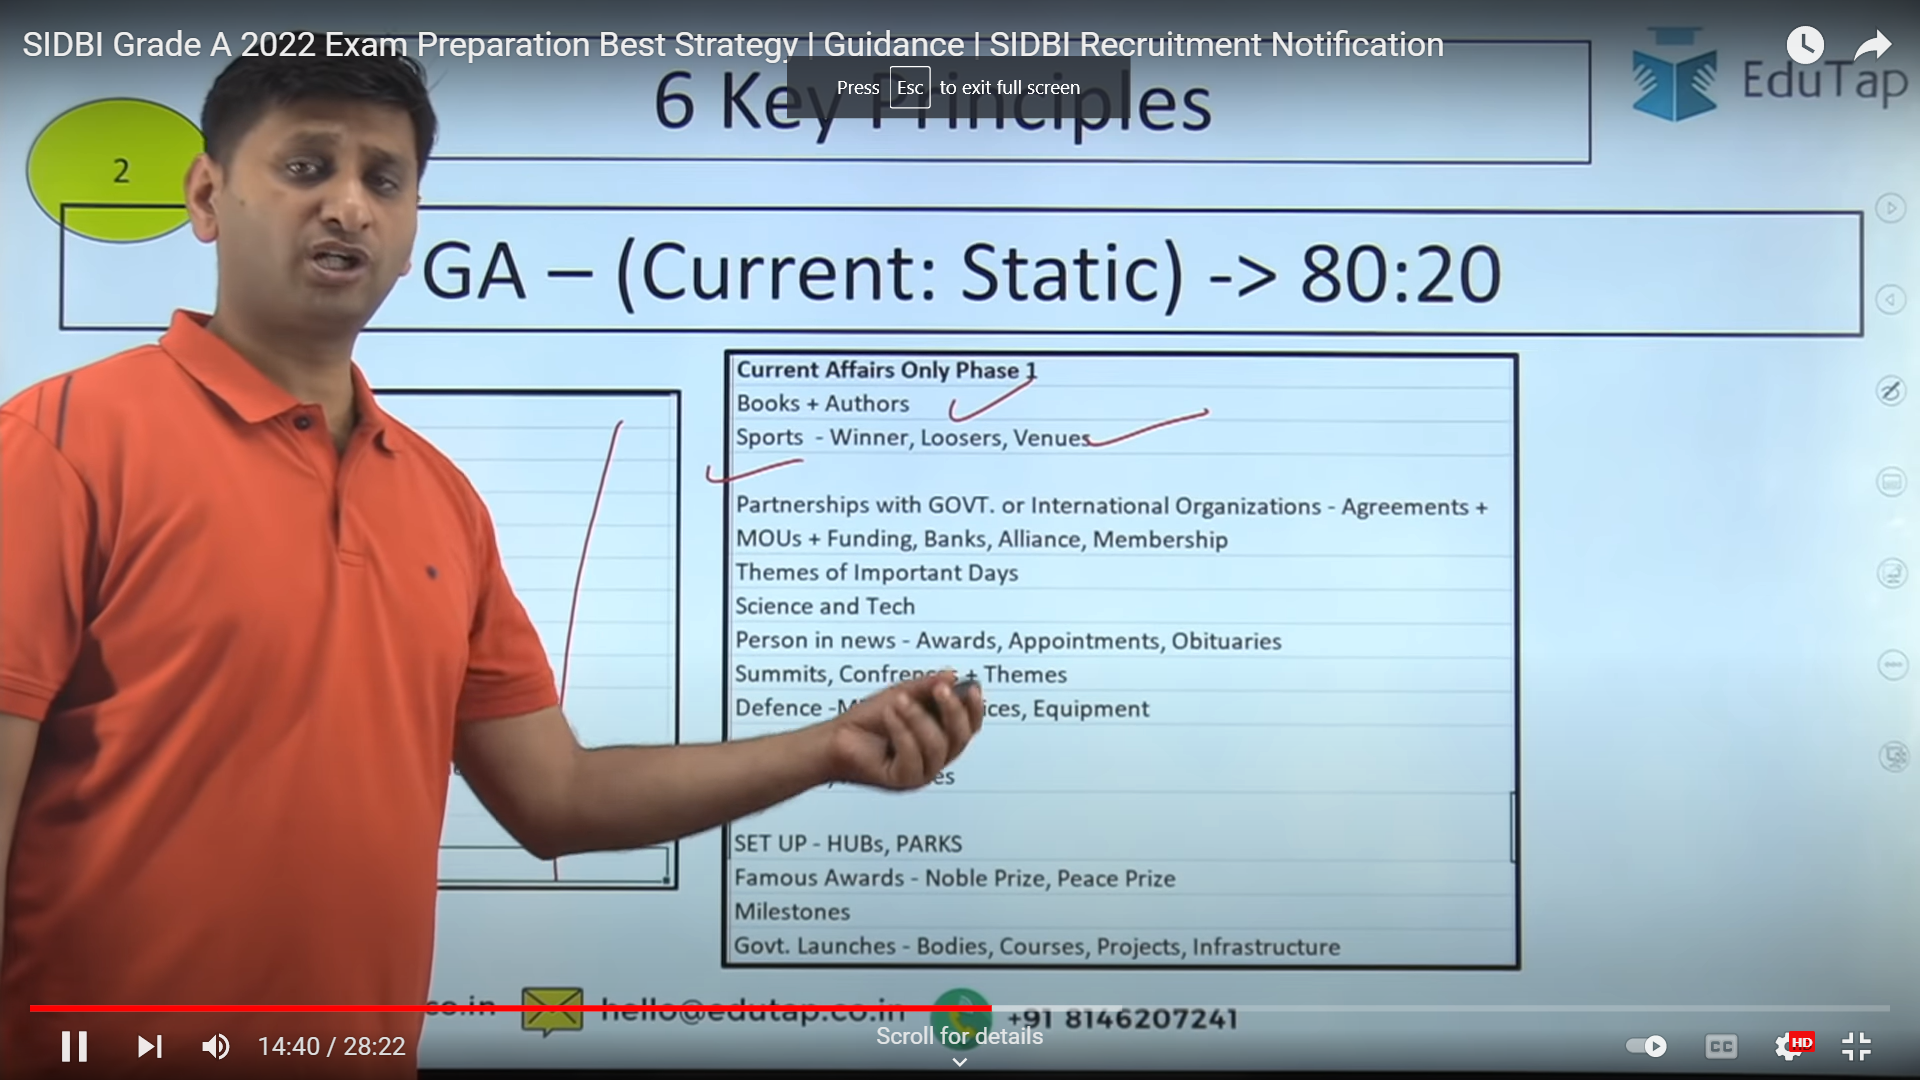 SIDBI Grade A 2022 Exam Preparation Best Strategy I Guidance I SIDBI Recruitment Notification
Press Esc to exit full screen
6 Key Principles
EduTap
2
GA – (Current: Static) -> 80:20
Current Affairs Only Phase 1
Books + Authors
Sports - Winner, Loosers, Venues
Partnerships with GOVT. or International Organizations - Agreements +
MOUs + Funding, Banks, Alliance, Membership
Themes of Important Days
Science and Tech
Person in news - Awards, Appointments, Obituaries
Summits, Confrences + Themes
Defence - Equipment
SET UP - HUBs, PARKS
Famous Awards - Noble Prize, Peace Prize
Milestones
Govt. Launches - Bodies, Courses, Projects, Infrastructure
hello@edutap.co.in
+91 8146207241
Scroll for details
14:40 / 28:22
CC
HD